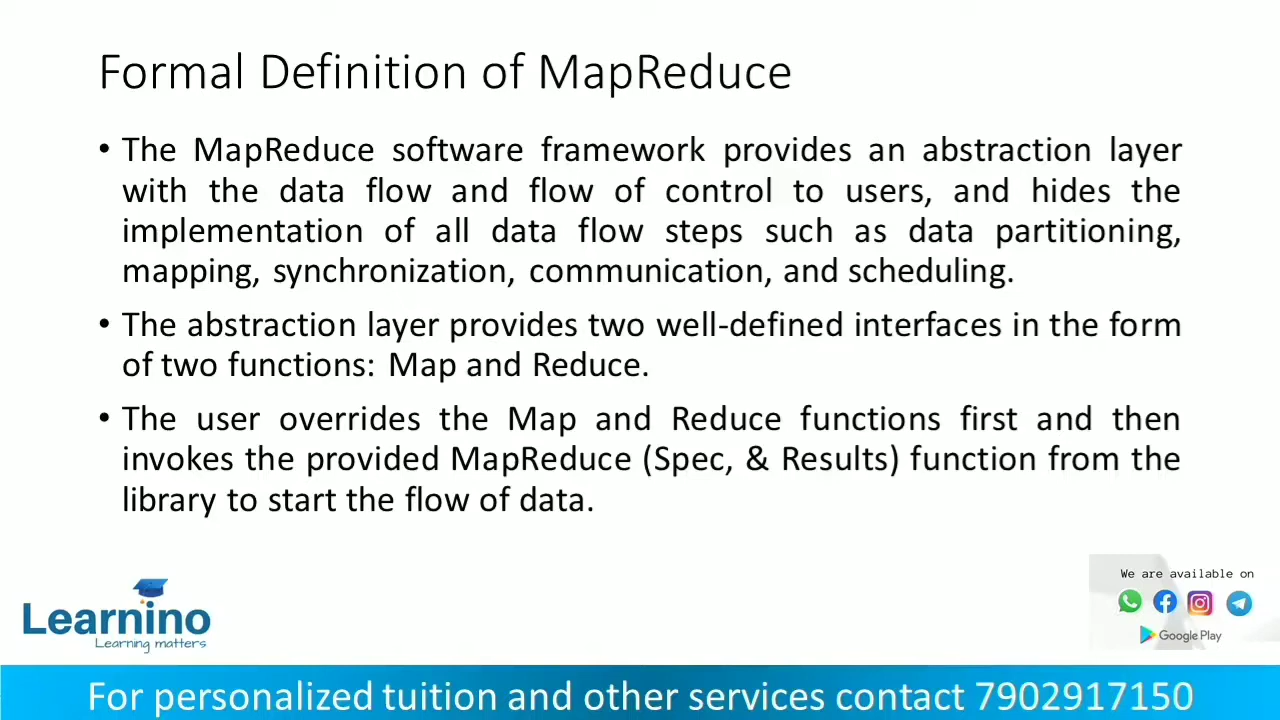 Formal Definition of MapReduce
• The MapReduce software framework provides an abstraction layer
with the data flow and flow of control to users, and hides the
implementation of all data flow steps such as data partitioning,
mapping, synchronization, communication, and scheduling.
• The abstraction layer provides two well-defined interfaces in the form
of two functions: Map and Reduce.
• The user overrides the Map and Reduce functions first and then
invokes the provided MapReduce (Spec, & Results) function from the
library to start the flow of data.
We are available on
Google Play
Learnino
Learning matters
For personalized tuition and other services contact 7902917150